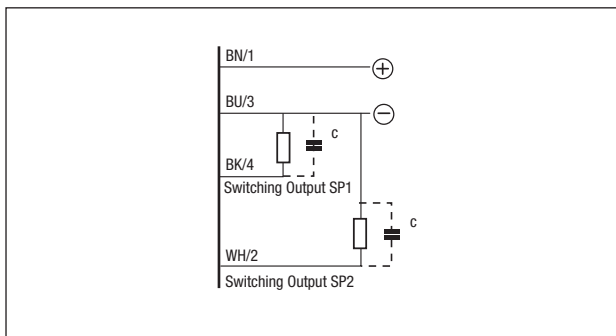 BN/1
+
BU/3
−
C
BK/4
Switching Output SP1
C
WH/2
Switching Output SP2